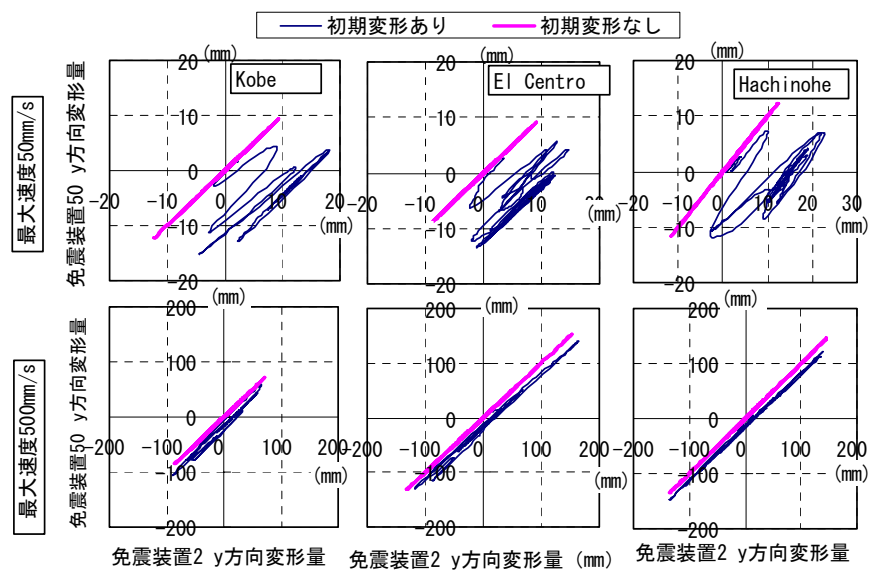 初期変形あり 初期変形なし
最大速度50mm/s
免震装置50 y方向変形量
(mm)
Kobe
20
10
0
-10
-20
-20 -10 0 10 20
(mm)
(mm)
El Centro
20
10
0
-10
-20
-20 -10 0 10 20
(mm)
(mm)
Hachinohe
20
10
0
-10
-20
-20 -10 0 10 20 30
(mm)
最大速度500mm/s
免震装置50 y方向変形量
(mm)
200
100
0
-100
-200
-200 -100 0 100 200
(mm)
免震装置2 y方向変形量
(mm)
200
100
0
-100
-200
-200 -100 0 100 200
(mm)
免震装置2 y方向変形量(mm)
(mm)
200
100
0
-100
-200
-200 -100 0 100 200
(mm)
免震装置2 y方向変形量